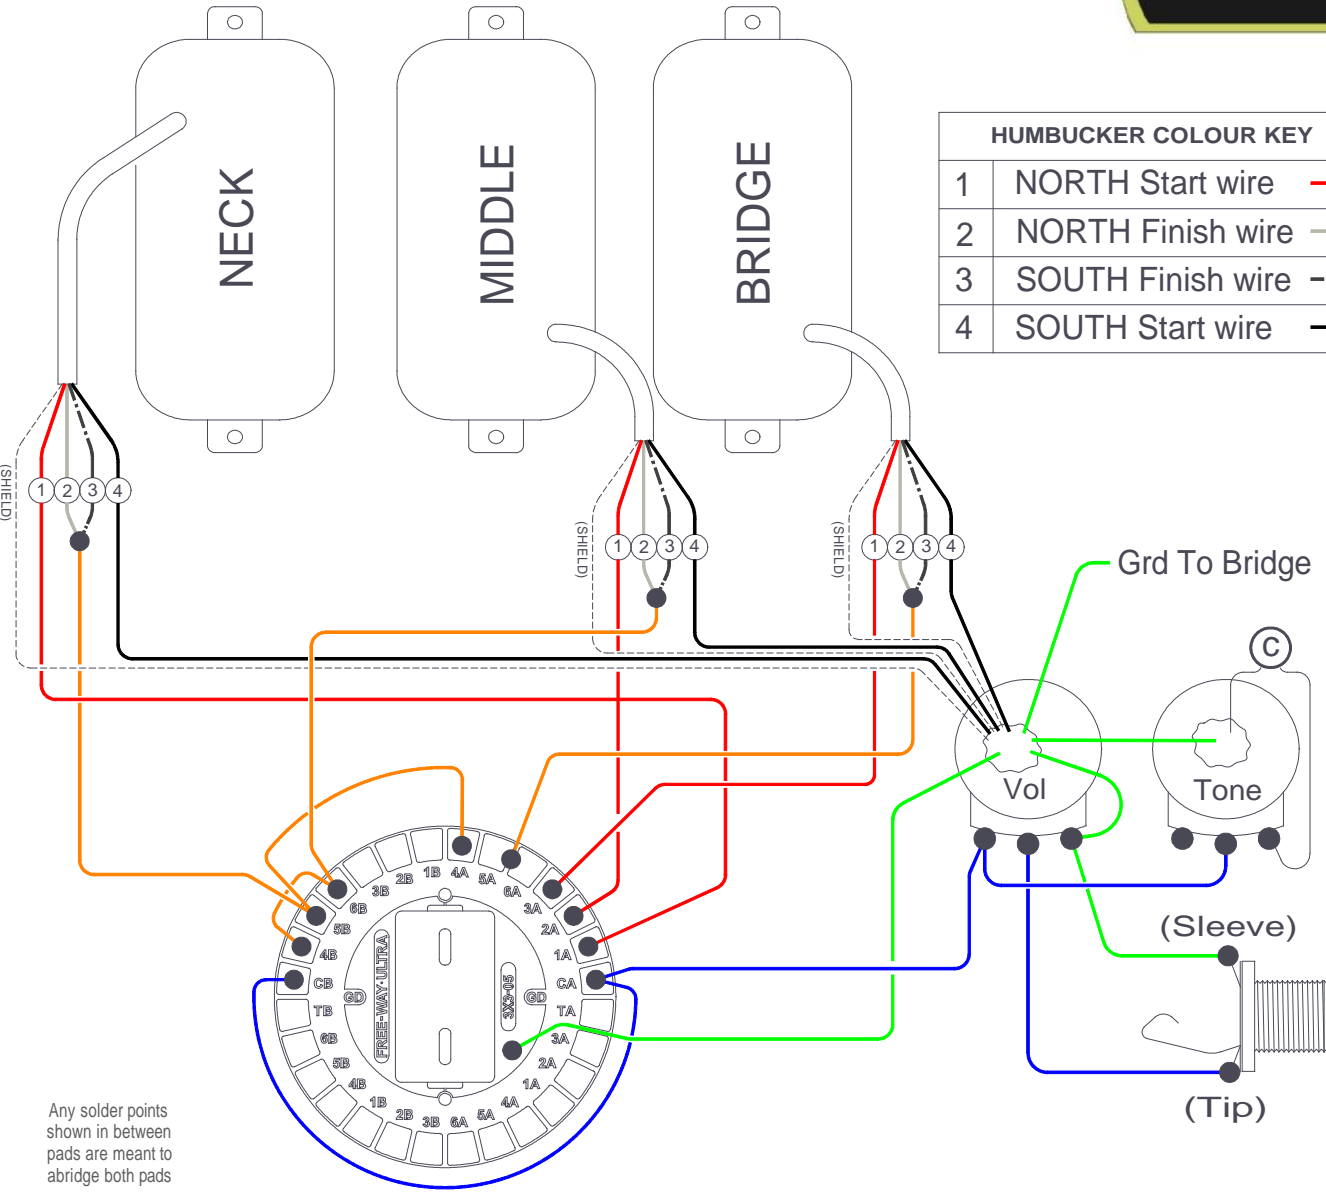 NECK
MIDDLE
BRIDGE
HUMBUCKER COLOUR KEY
1 NORTH Start wire
2 NORTH Finish wire
3 SOUTH Finish wire
4 SOUTH Start wire
(SHIELD)
1 2 3 4
(SHIELD)
1 2 3 4
(SHIELD)
1 2 3 4
Grd To Bridge
C
Vol
Tone
(Sleeve)
(Tip)
4B
5B
6B
3B
2B
1B
4A
5A
6A
3A
2A
1A
CA
TA
3A
2A
1A
4A
5A
6A
3B
2B
1B
4B
5B
6B
TB
CB
GD
FREE-WAY-ULTRA
3X3-05
GD
Any solder points
shown in between
pads are meant to
abridge both pads